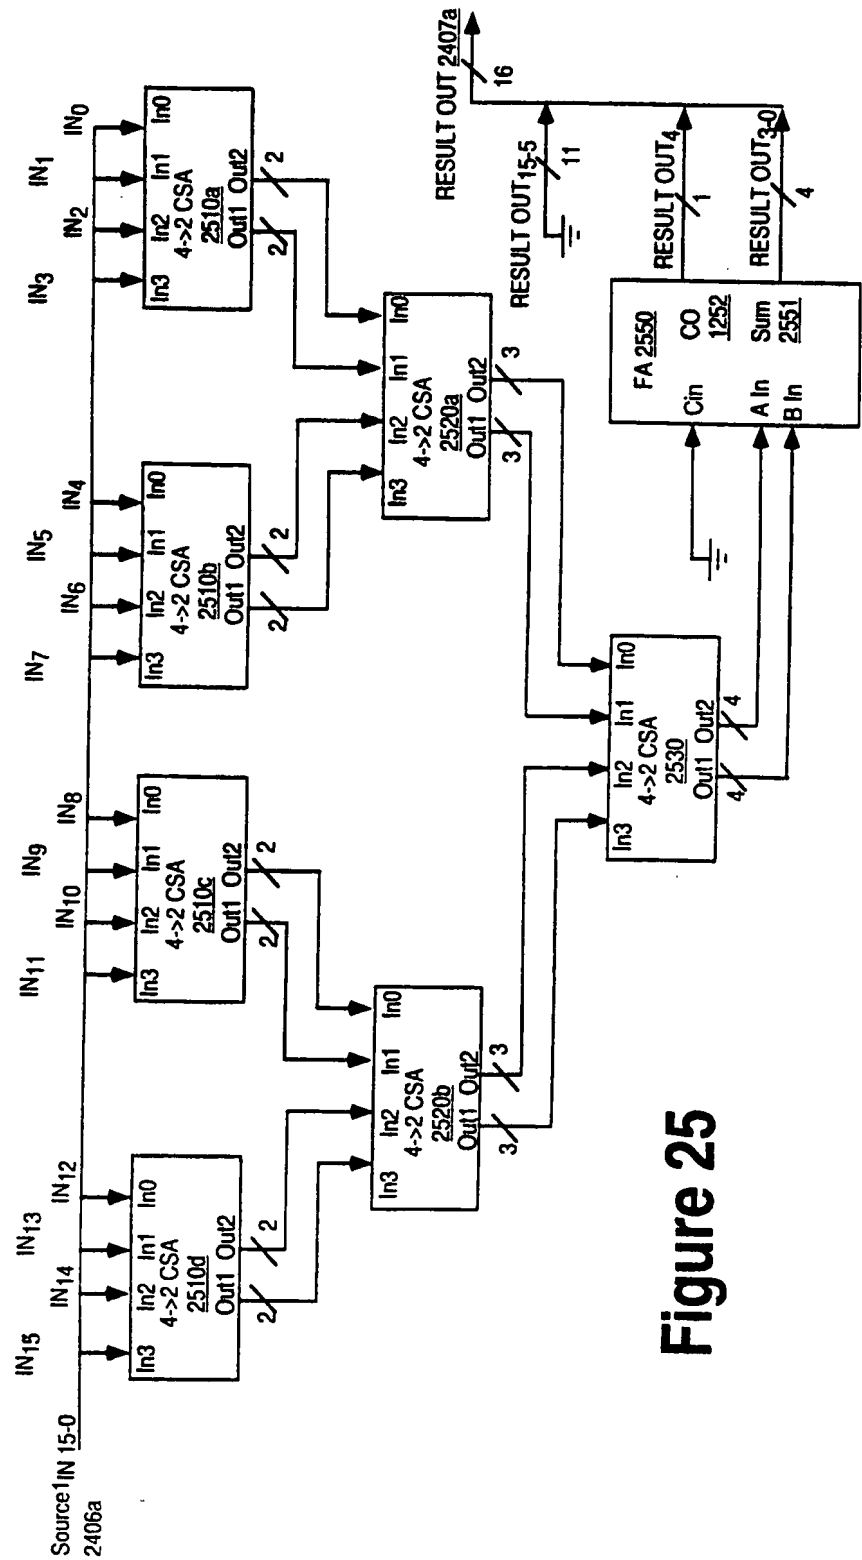 Source1 IN 15-0
2406a
IN15
IN14
IN13
IN12
IN11
IN10
IN9
IN8
IN7
IN6
IN5
IN4
IN3
IN2
IN1
IN0
In3 In2 In1 In0
4->2 CSA
2510d
Out1 Out2
2 2
In3 In2 In1 In0
4->2 CSA
2510c
Out1 Out2
2 2
In3 In2 In1 In0
4->2 CSA
2510b
Out1 Out2
2 2
In3 In2 In1 In0
4->2 CSA
2510a
Out1 Out2
2 2
In3 In2 In1 In0
4->2 CSA
2520b
Out1 Out2
3 3
In3 In2 In1 In0
4->2 CSA
2520a
Out1 Out2
3 3
In3 In2 In1 In0
4->2 CSA
2530
Out1 Out2
4 4
FA 2550
Cin CO
1252
A In Sum
B In 2551
RESULT OUT 2407a
16
RESULT OUT15-5
11
RESULT OUT4
1
RESULT OUT3-0
4
Figure 25